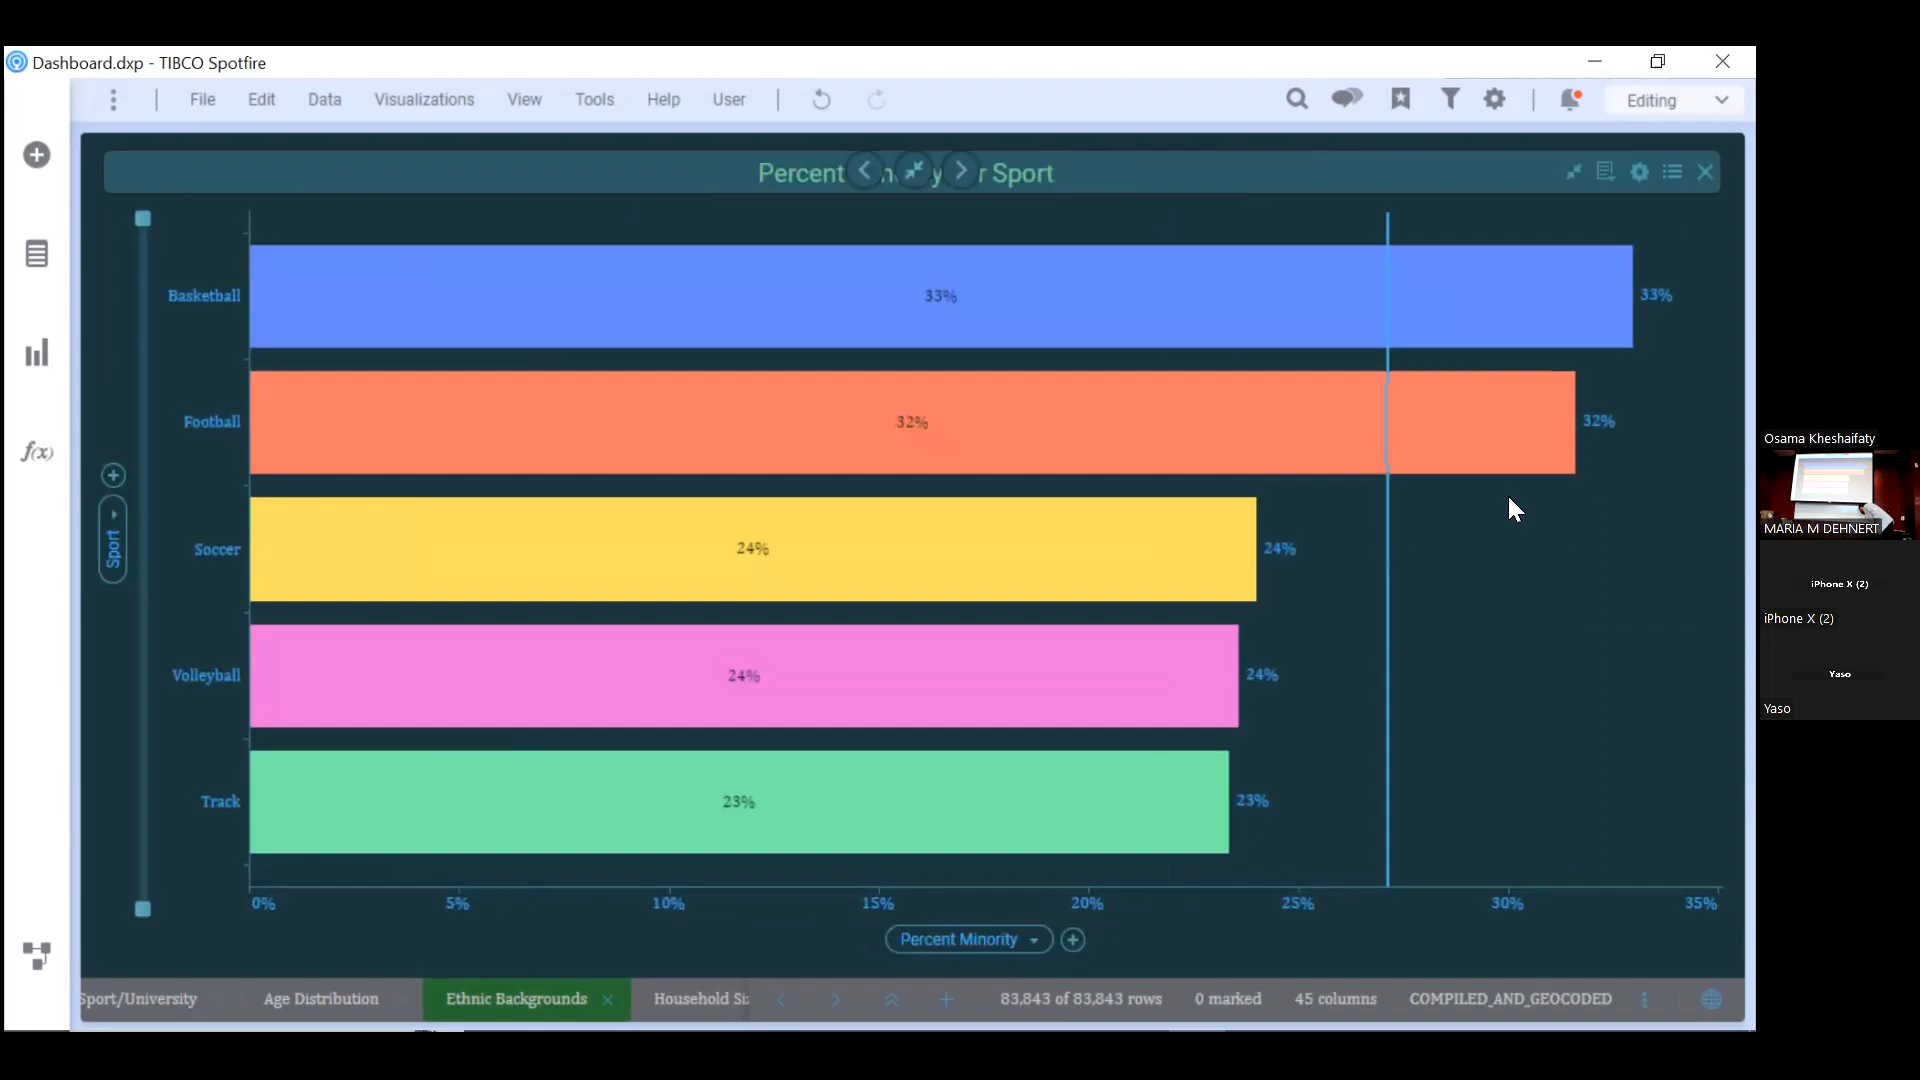 Dashboard.dxp - TIBCO Spotfire
File Edit Data Visualizations View Tools Help User Editing
Percent r Sport
Basketball 33% 33%
Football 32% 32%
Soccer 24% 24%
Volleyball 24% 24%
Track 23% 23%
Sport
f(x)
0% 5% 10% 15% 20% 25% 30% 35%
Percent Minority
Sport/University Age Distribution Ethnic Backgrounds Household 83,843 of 83,843 rows 0 marked 45 columns COMPILED_AND_GEOCODED
Osama Kheshaifaty
MARIA M DEHNERT
iPhone X (2)
iPhone X (2)
Yaso
Yaso